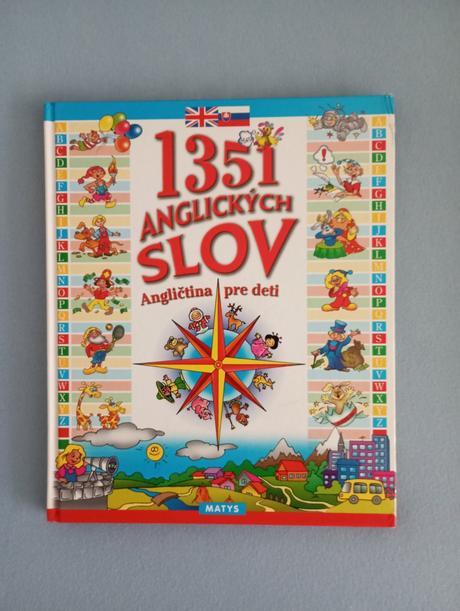 1351
ANGLICKÝCH
SLOV
Angličtina pre deti
A
B
C
D
E
F
G
H
I
J
K
L
M
N
O
P
Q
R
S
T
U
V
W
X
Y
Z
A
B
C
D
E
F
G
H
I
J
K
L
M
N
O
P
Q
R
S
T
U
V
W
X
Y
Z
MATYS